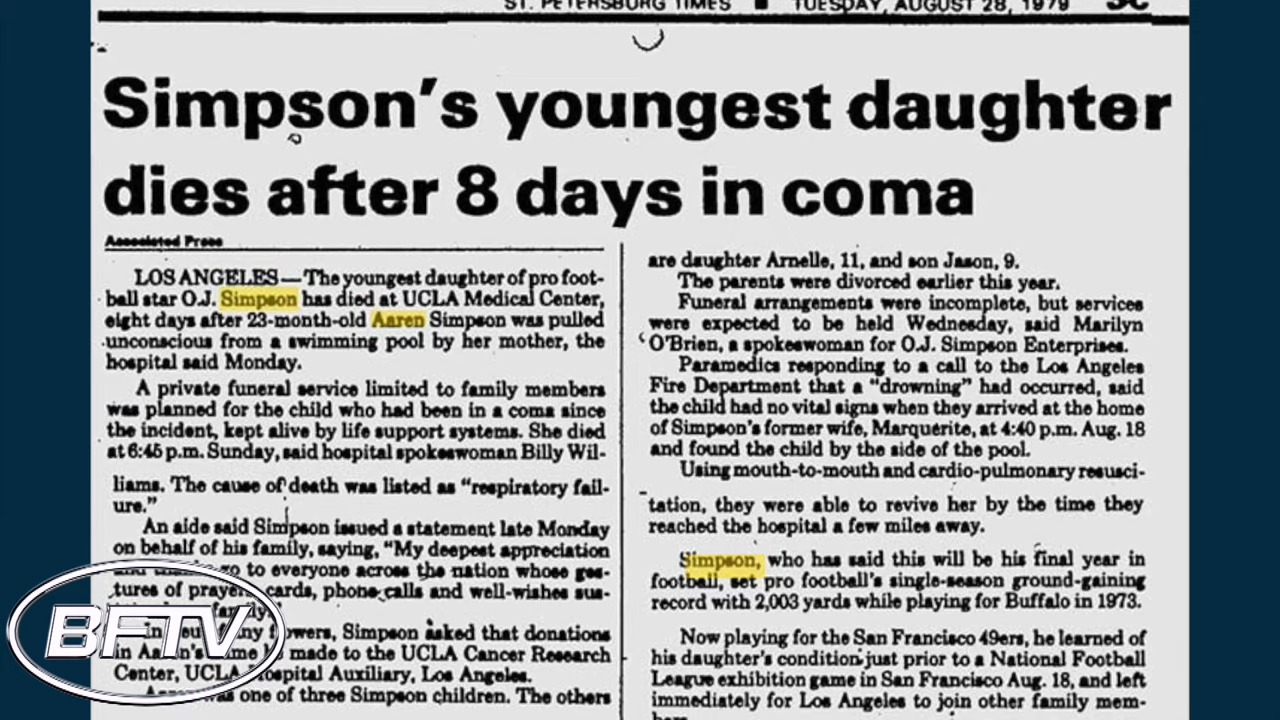 ST. PETERSBURG TIMES ■ TUESDAY, AUGUST 28, 1979 3C
Simpson's youngest daughter
dies after 8 days in coma
Associated Press
LOS ANGELES — The youngest daughter of pro foot-
ball star O.J. Simpson has died at UCLA Medical Center,
eight days after 23-month-old Aaren Simpson was pulled
unconscious from a swimming pool by her mother, the
hospital said Monday.
A private funeral service limited to family members
was planned for the child who had been in a coma since
the incident, kept alive by life support systems. She died
at 6:45 p.m. Sunday, said hospital spokeswoman Billy Wil-
liams. The cause of death was listed as "respiratory fail-
ure."
An aide said Simpson issued a statement late Monday
on behalf of his family, saying, "My deepest appreciation
go to everyone across the nation whose ges-
tures of prayers, cards, phone calls and well-wishes sus-
family."
flowers, Simpson asked that donations
in made to the UCLA Cancer Research
Center, UCLA Hospital Auxiliary, Los Angeles.
was one of three Simpson children. The others
are daughter Arnelle, 11, and son Jason, 9.
The parents were divorced earlier this year.
Funeral arrangements were incomplete, but services
were expected to be held Wednesday, said Marilyn
O'Brien, a spokeswoman for O.J. Simpson Enterprises.
Paramedics responding to a call to the Los Angeles
Fire Department that a "drowning" had occurred, said
the child had no vital signs when they arrived at the home
of Simpson's former wife, Marquerite, at 4:40 p.m. Aug. 18
and found the child by the side of the pool.
Using mouth-to-mouth and cardio-pulmonary resusci-
tation, they were able to revive her by the time they
reached the hospital a few miles away.
Simpson, who has said this will be his final year in
football, set pro football's single-season ground-gaining
record with 2,003 yards while playing for Buffalo in 1973.
Now playing for the San Francisco 49ers, he learned of
his daughter's condition just prior to a National Football
League exhibition game in San Francisco Aug. 18, and left
immediately for Los Angeles to join other family mem-
BFTV